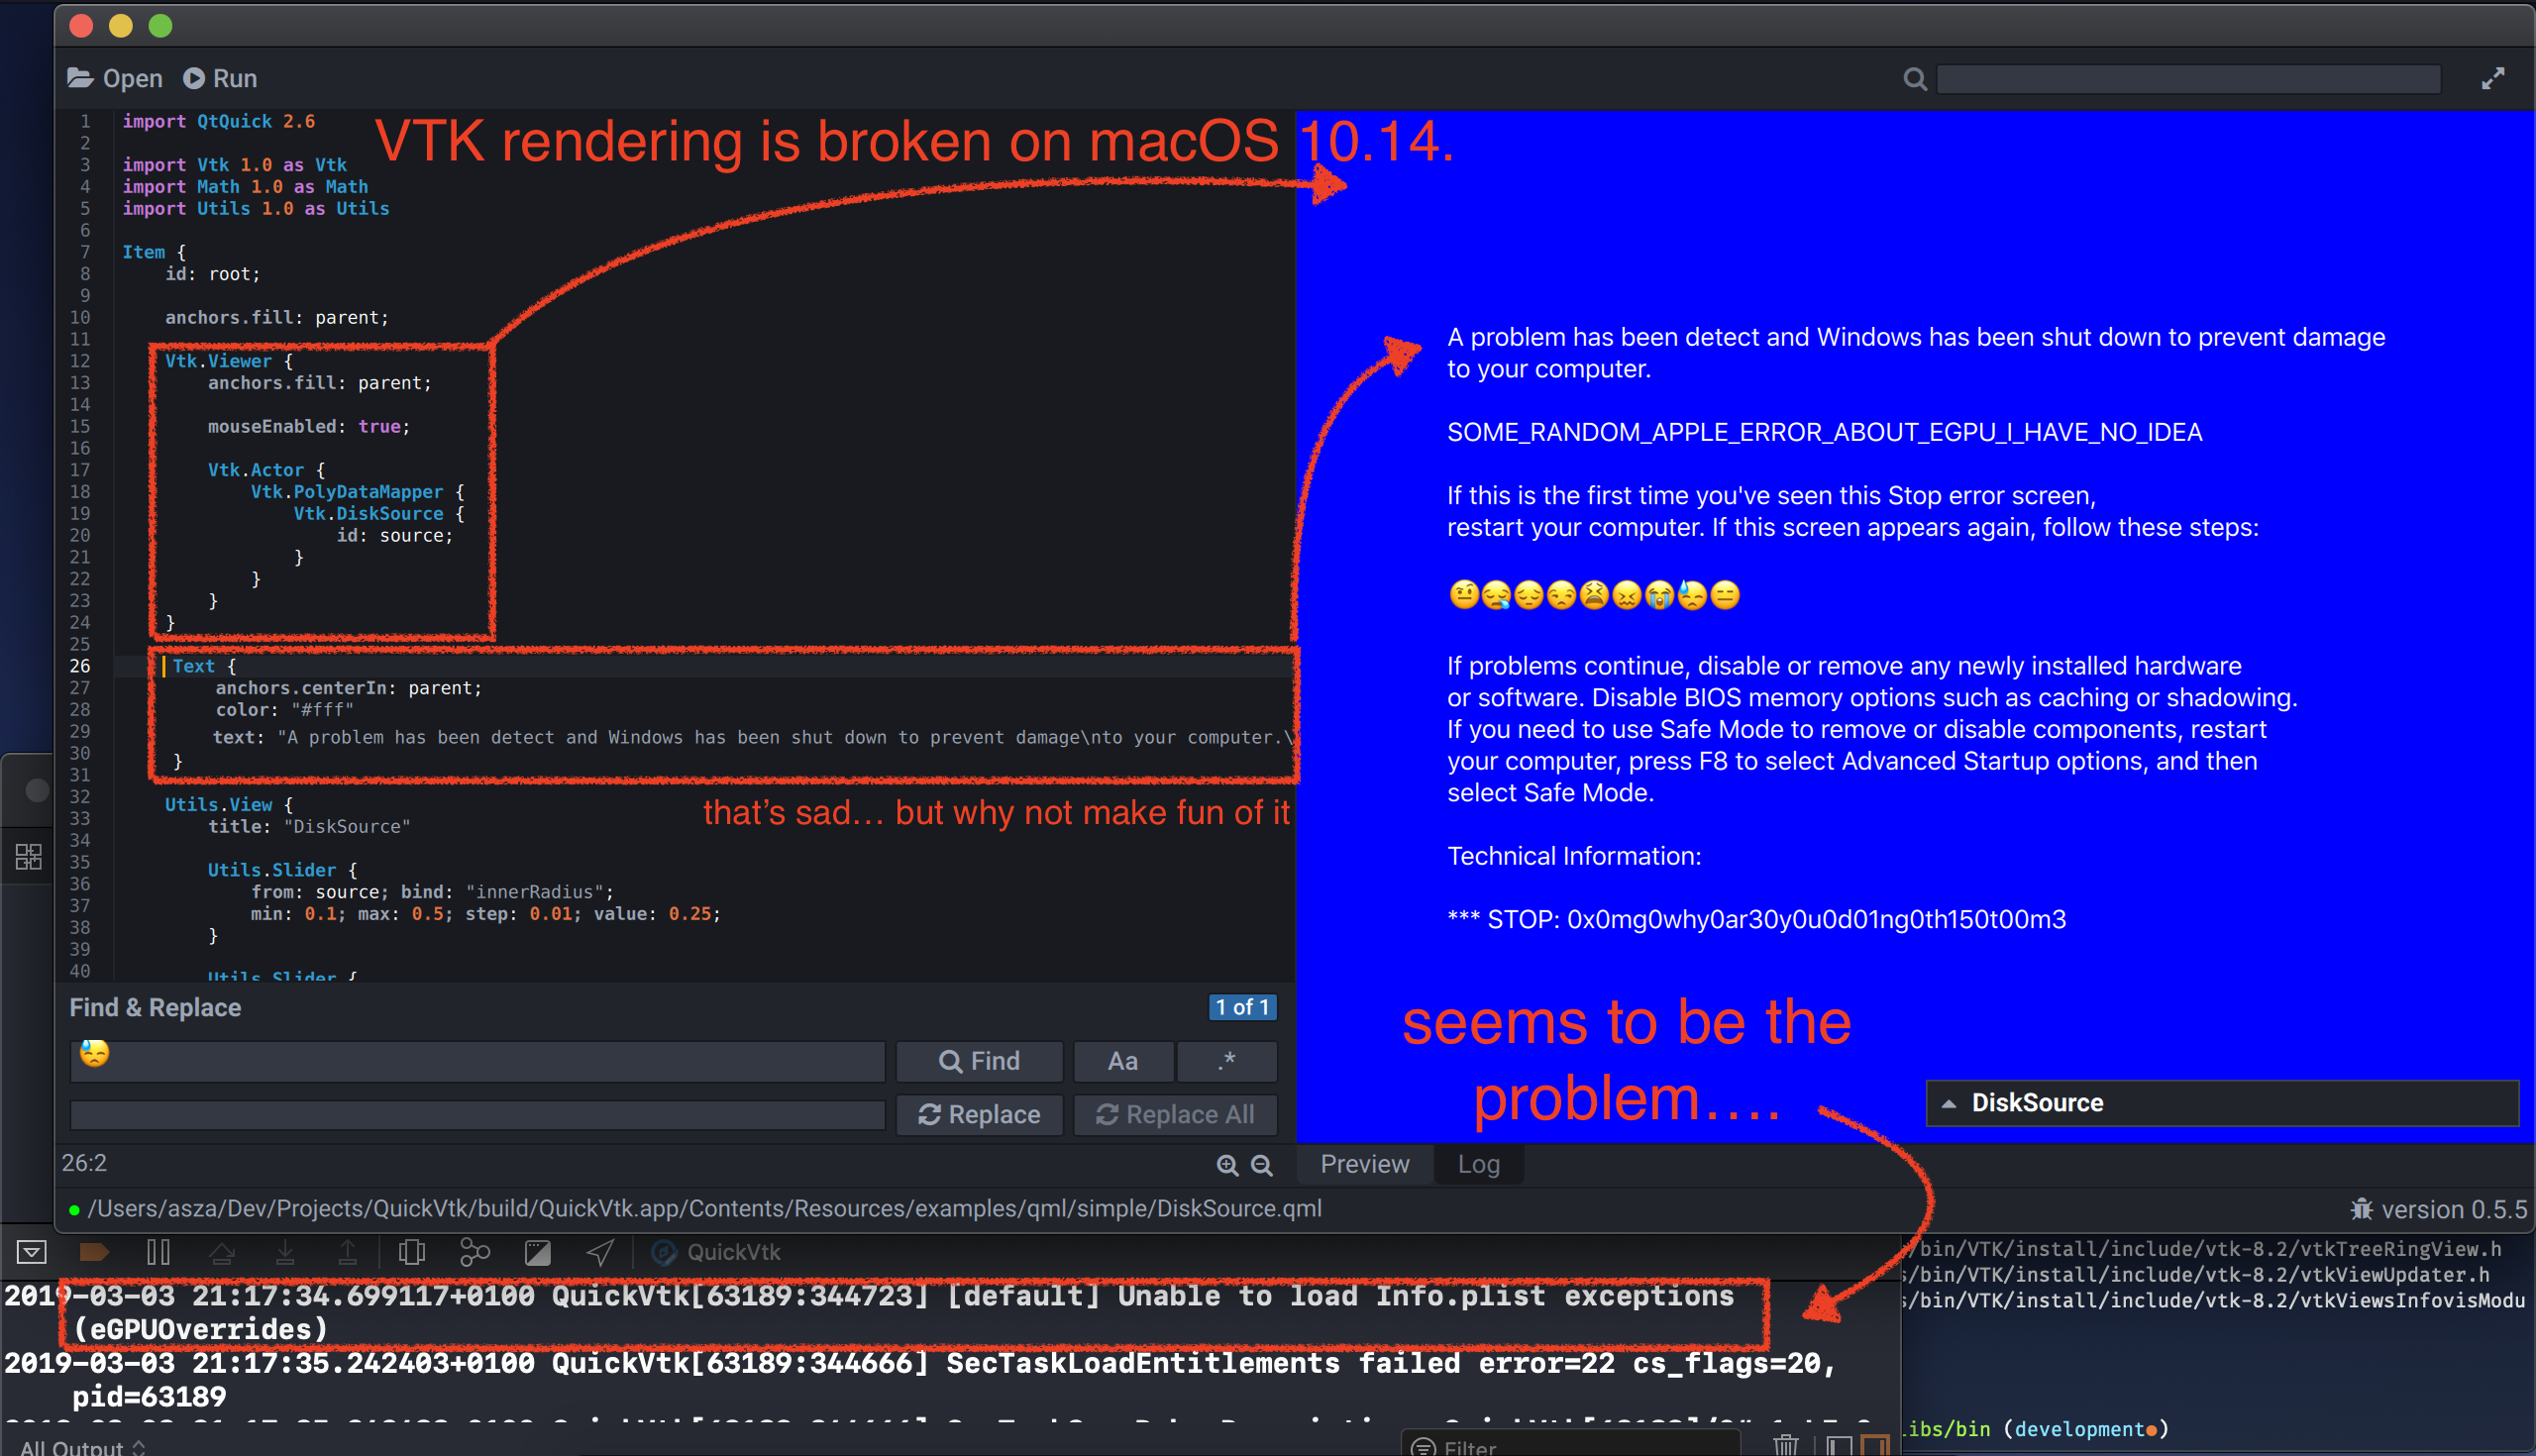 Open Run
1 import QtQuick 2.6
2
3 import Vtk 1.0 as Vtk
4 import Math 1.0 as Math
5 import Utils 1.0 as Utils
6
7 Item {
8 id: root;
9
10 anchors.fill: parent;
11
12 Vtk.Viewer {
13 anchors.fill: parent;
14
15 mouseEnabled: true;
16
17 Vtk.Actor {
18 Vtk.PolyDataMapper {
19 Vtk.DiskSource {
20 id: source;
21 }
22 }
23 }
24 }
25
26 Text {
27 anchors.centerIn: parent;
28 color: "#fff"
29 text: "A problem has been detect and Windows has been shut down to prevent damage\nto your computer.\
30 }
31
32 Utils.View {
33 title: "DiskSource"
34
35 Utils.Slider {
36 from: source; bind: "innerRadius";
37 min: 0.1; max: 0.5; step: 0.01; value: 0.25;
38 }
39
40 Utils.Slider {
VTK rendering is broken on macOS 10.14.
that's sad… but why not make fun of it
A problem has been detect and Windows has been shut down to prevent damage
to your computer.
SOME_RANDOM_APPLE_ERROR_ABOUT_EGPU_I_HAVE_NO_IDEA
If this is the first time you've seen this Stop error screen,
restart your computer. If this screen appears again, follow these steps:
🤨😪😔😒😫😖😭😓😑
If problems continue, disable or remove any newly installed hardware
or software. Disable BIOS memory options such as caching or shadowing.
If you need to use Safe Mode to remove or disable components, restart
your computer, press F8 to select Advanced Startup options, and then
select Safe Mode.
Technical Information:
*** STOP: 0x0mg0why0ar30y0u0d01ng0th150t00m3
seems to be the
problem....
DiskSource
Find & Replace 1 of 1
😓 Find Aa .*
Replace Replace All
26:2
Preview Log
/Users/asza/Dev/Projects/QuickVtk/build/QuickVtk.app/Contents/Resources/examples/qml/simple/DiskSource.qml
version 0.5.5
QuickVtk
2019-03-03 21:17:34.699117+0100 QuickVtk[63189:344723] [default] Unable to load Info.plist exceptions
(eGPUOverrides)
2019-03-03 21:17:35.242403+0100 QuickVtk[63189:344666] SecTaskLoadEntitlements failed error=22 cs_flags=20,
pid=63189
All Output
Filter
/bin/VTK/install/include/vtk-8.2/vtkTreeRingView.h
/bin/VTK/install/include/vtk-8.2/vtkViewUpdater.h
/bin/VTK/install/include/vtk-8.2/vtkViewsInfovisModu
ibs/bin (development●)